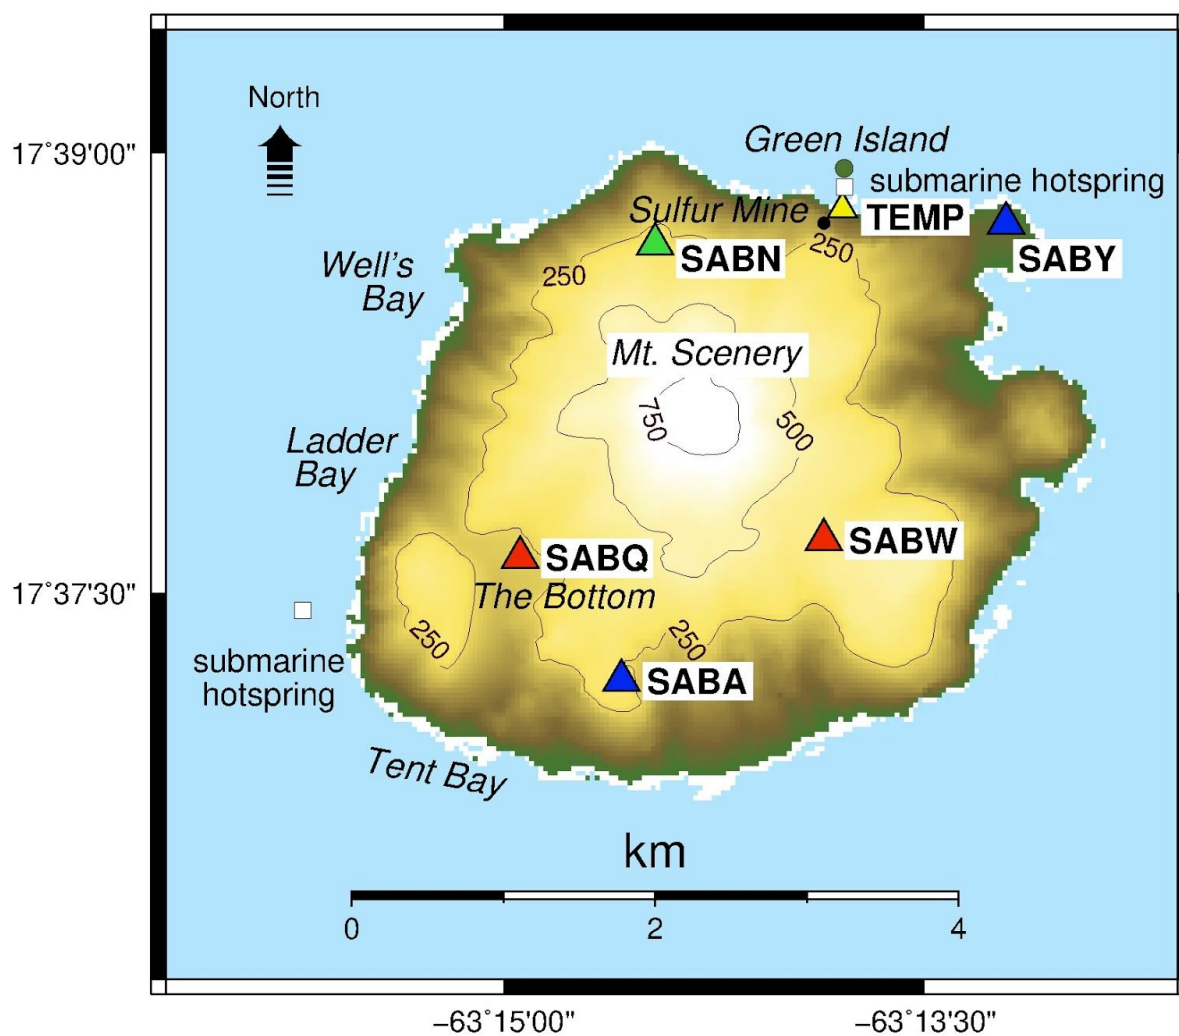 North
17°39'00"
Green Island
submarine hotspring
Sulfur Mine
TEMP
250
SABN
SABY
Well's
Bay
250
Mt. Scenery
750
500
Ladder
Bay
SABQ
SABW
17°37'30"
The Bottom
250
250
submarine
hotspring
SABA
Tent Bay
km
0 2 4
−63°15'00" −63°13'30"